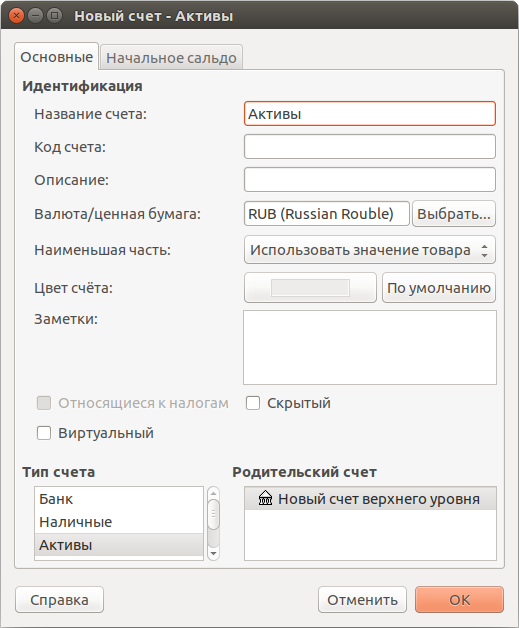 Новый счет - Активы
Основные
Начальное сальдо
Идентификация
Название счета:
Активы
Код счета:
Описание:
Валюта/ценная бумага:
RUB (Russian Rouble)
Выбрать...
Наименьшая часть:
Использовать значение товара
Цвет счёта:
По умолчанию
Заметки:
Относящиеся к налогам
Скрытый
Виртуальный
Тип счета
Родительский счет
Банк
Наличные
Активы
Новый счет верхнего уровня
Справка
Отменить
OK